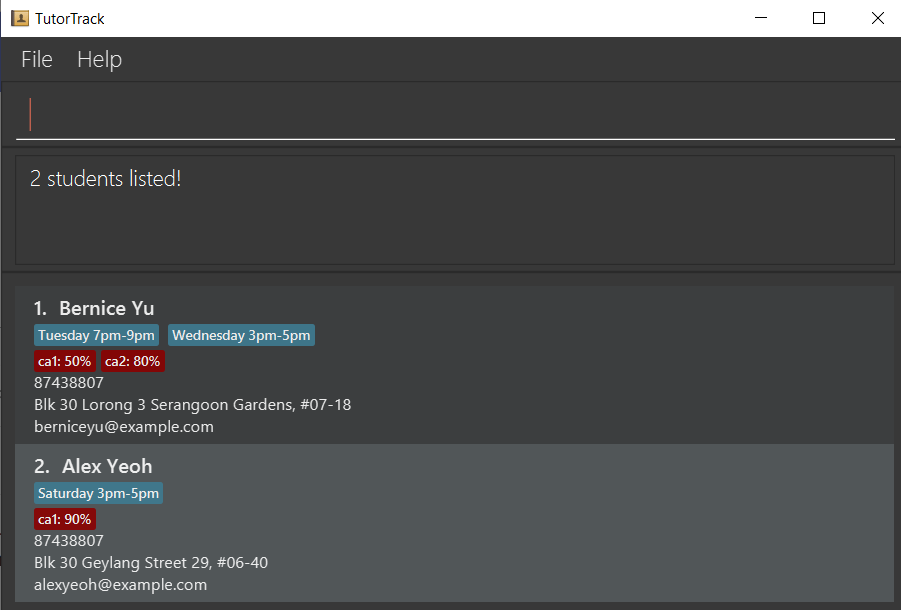 TutorTrack
File Help
2 students listed!
1. Bernice Yu
Tuesday 7pm-9pm Wednesday 3pm-5pm
ca1: 50% ca2: 80%
87438807
Blk 30 Lorong 3 Serangoon Gardens, #07-18
berniceyu@example.com
2. Alex Yeoh
Saturday 3pm-5pm
ca1: 90%
87438807
Blk 30 Geylang Street 29, #06-40
alexyeoh@example.com